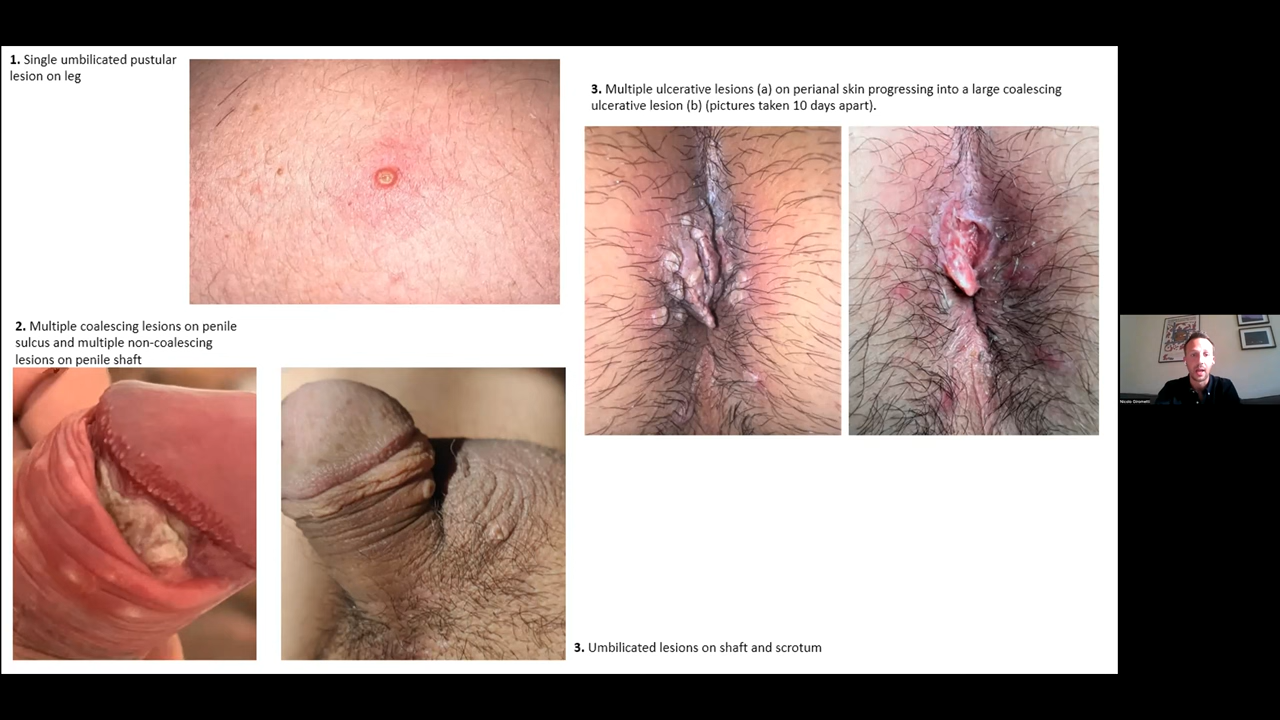 1. Single umbilicated pustular
lesion on leg
3. Multiple ulcerative lesions (a) on perianal skin progressing into a large coalescing
ulcerative lesion (b) (pictures taken 10 days apart).
2. Multiple coalescing lesions on penile
sulcus and multiple non-coalescing
lesions on penile shaft
3. Umbilicated lesions on shaft and scrotum
Nicolo Girometti